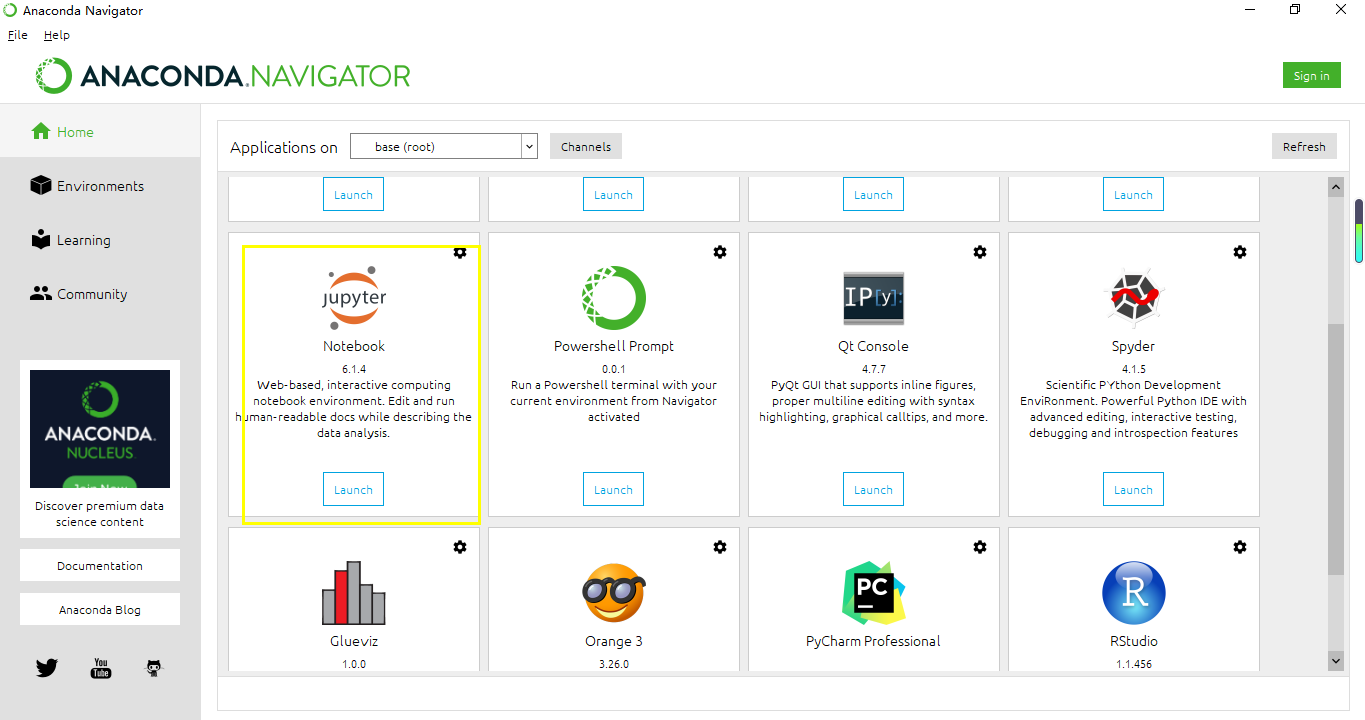 Anaconda Navigator
File Help
ANACONDA.NAVIGATOR
Sign in
Home
Environments
Learning
Community
ANACONDA.
NUCLEUS
Join Now
Discover premium data
science content
Documentation
Anaconda Blog
You
Tube
Applications on base (root) Channels Refresh
Launch Launch Launch Launch
jupyter
Notebook
6.1.4
Web-based, interactive computing
notebook environment. Edit and run
human-readable docs while describing the
data analysis.
Launch
Powershell Prompt
0.0.1
Run a Powershell terminal with your
current environment from Navigator
activated
Launch
IP[y]:
Qt Console
4.7.7
PyQt GUI that supports inline figures,
proper multiline editing with syntax
highlighting, graphical calltips, and more.
Launch
Spyder
4.1.5
Scientific PYthon Development
EnviRonment. Powerful Python IDE with
advanced editing, interactive testing,
debugging and introspection features
Launch
Glueviz
1.0.0
Orange 3
3.26.0
PC
PyCharm Professional
R
RStudio
1.1.456